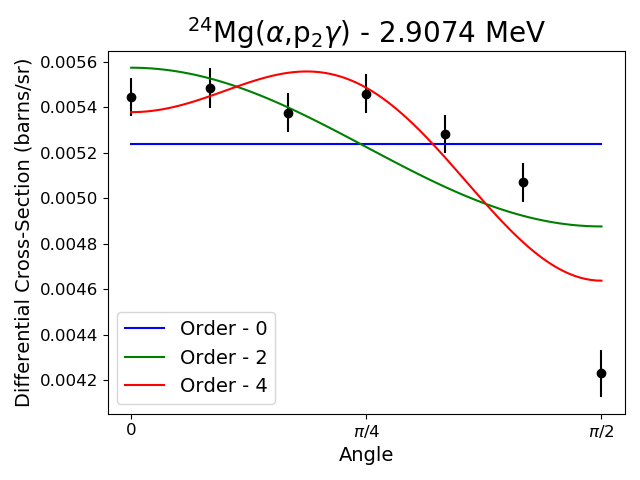 ²⁴Mg(α,p₂γ) - 2.9074 MeV
Differential Cross-Section (barns/sr)
0.0056
0.0054
0.0052
0.0050
0.0048
0.0046
0.0044
0.0042
Order - 0
Order - 2
Order - 4
0 π/4 π/2
Angle